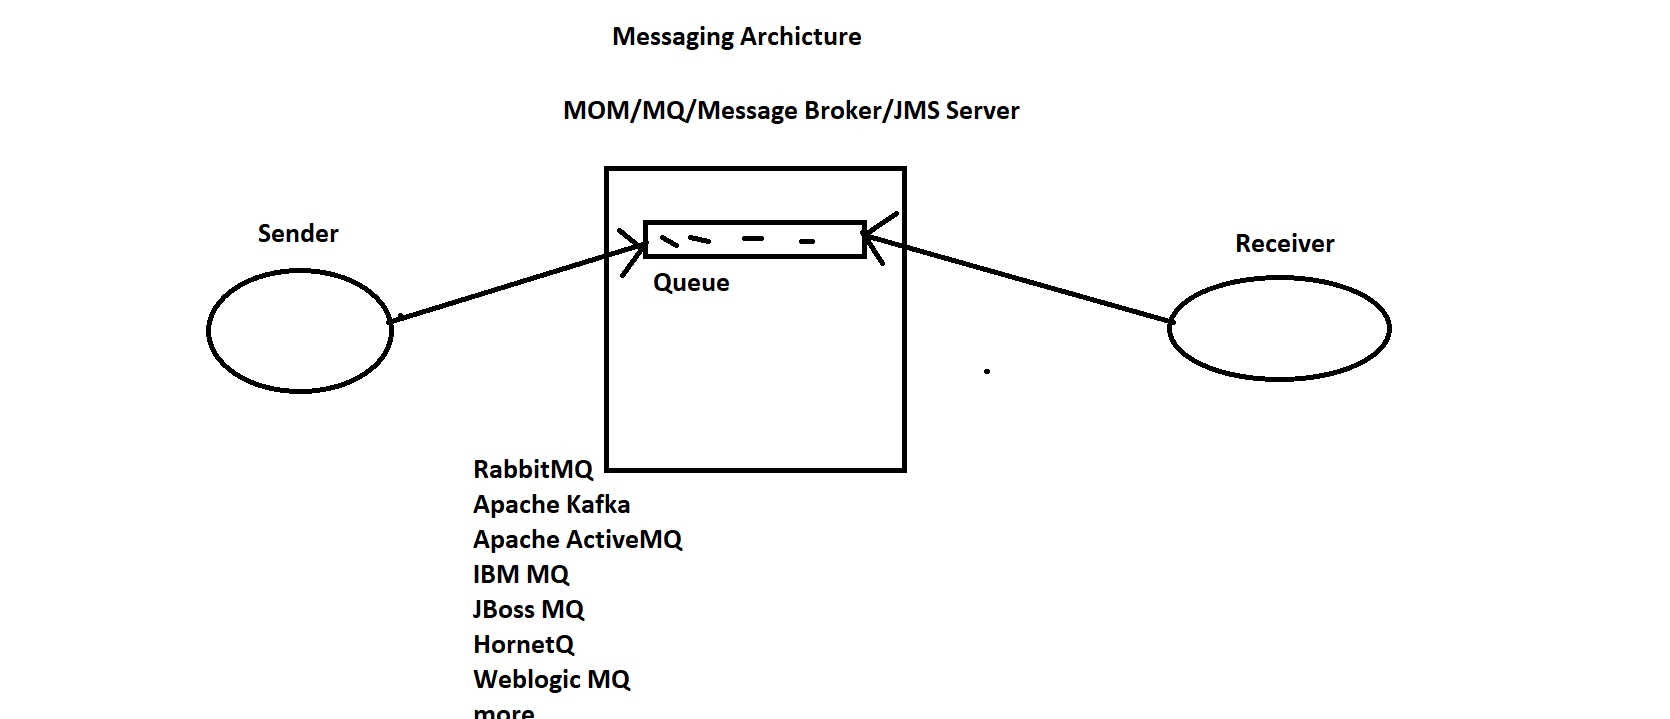 Messaging Archicture
MOM/MQ/Message Broker/JMS Server
Sender
Receiver
Queue
RabbitMQ
Apache Kafka
Apache ActiveMQ
IBM MQ
JBoss MQ
HornetQ
Weblogic MQ
more